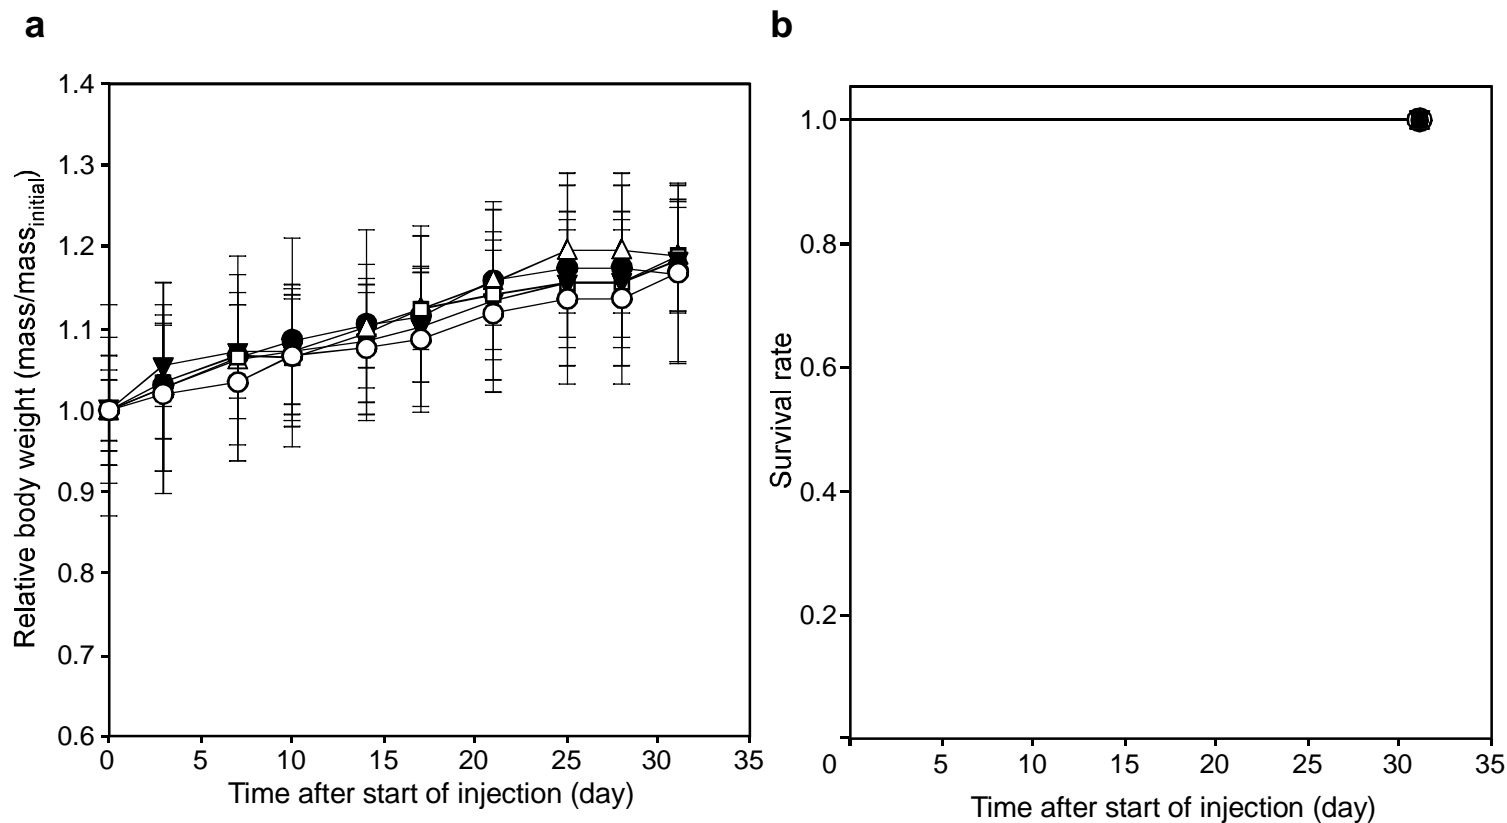 a
b
1.4
1.3
1.2
1.1
1.0
0.9
0.8
0.7
0.6
0 5 10 15 20 25 30 35
Relative body weight (mass/mass initial)
Time after start of injection (day)
1.0
0.8
0.6
0.4
0.2
0 5 10 15 20 25 30 35
Survival rate
Time after start of injection (day)